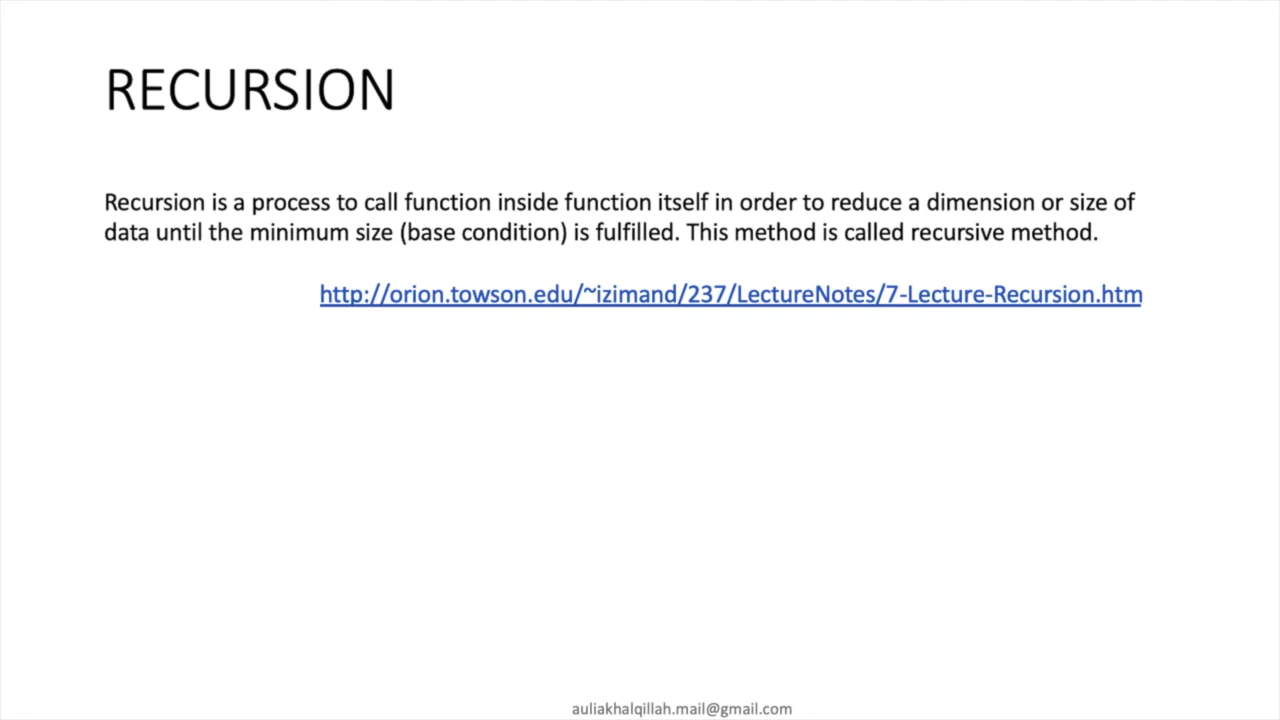 RECURSION
Recursion is a process to call function inside function itself in order to reduce a dimension or size of
data until the minimum size (base condition) is fulfilled. This method is called recursive method.
http://orion.towson.edu/~izimand/237/LectureNotes/7-Lecture-Recursion.htm
auliakhalqillah.mail@gmail.com